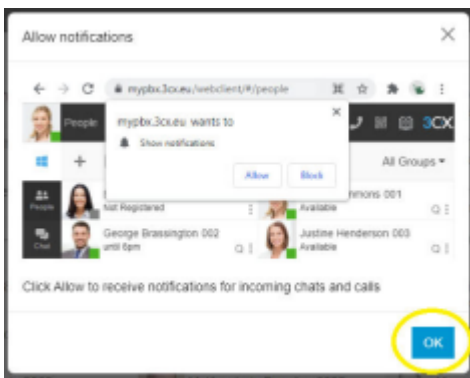 Allow notifications
mypbx.3cx.eu/webclient/#/people
People
mypbx.3cx.eu wants to
Show notifications
3CX
Allow
Block
All Groups
People
Not Registered
mmons 001
Available
Chat
George Brassington 002
until 6pm
Justine Henderson 003
Available
Click Allow to receive notifications for incoming chats and calls
OK